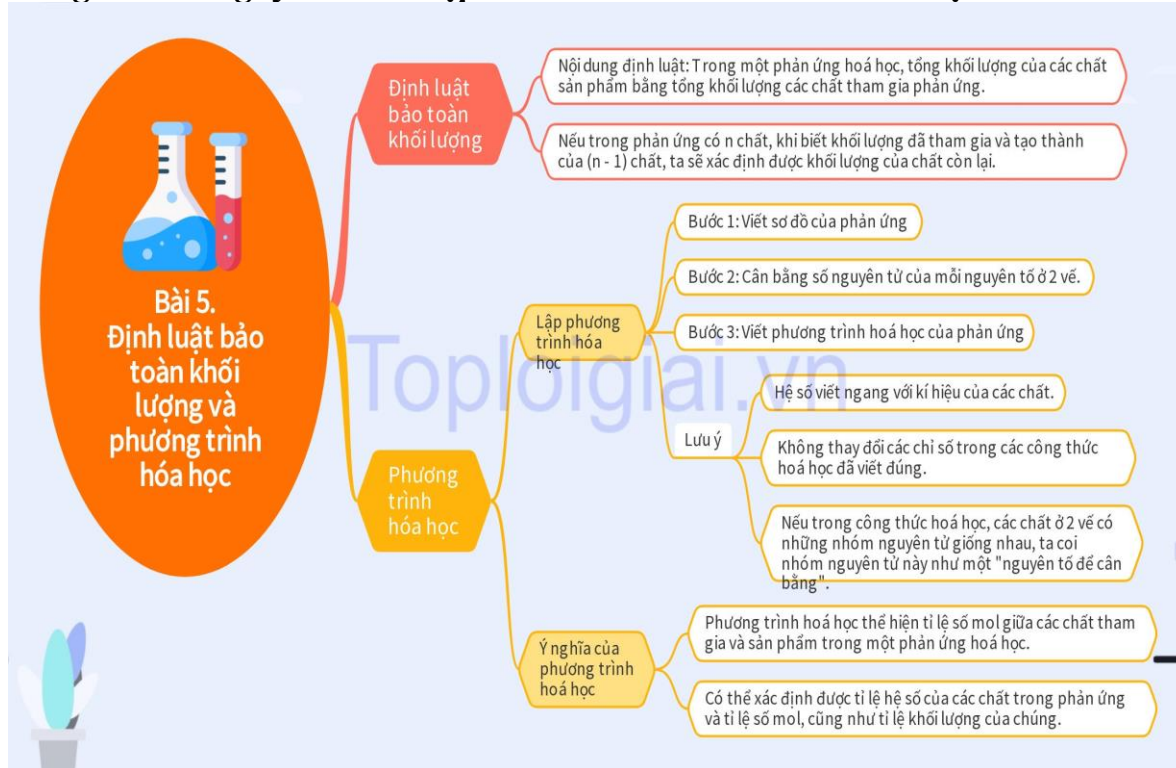 Bài 5.
Định luật bảo
toàn khối
lượng và
phương trình
hóa học
Định luật
bảo toàn
khối lượng
Nội dung định luật: Trong một phản ứng hoá học, tổng khối lượng của các chất
sản phẩm bằng tổng khối lượng các chất tham gia phản ứng.
Nếu trong phản ứng có n chất, khi biết khối lượng đã tham gia và tạo thành
của (n - 1) chất, ta sẽ xác định được khối lượng của chất còn lại.
Phương
trình
hóa học
Lập phương
trình hóa
học
Bước 1: Viết sơ đồ của phản ứng
Bước 2: Cân bằng số nguyên tử của mỗi nguyên tố ở 2 vế.
Bước 3: Viết phương trình hoá học của phản ứng
Lưu ý
Hệ số viết ngang với kí hiệu của các chất.
Không thay đổi các chỉ số trong các công thức
hoá học đã viết đúng.
Nếu trong công thức hoá học, các chất ở 2 vế có
những nhóm nguyên tử giống nhau, ta coi
nhóm nguyên tử này như một "nguyên tố để cân
bằng".
Ý nghĩa của
phương trình
hoá học
Phương trình hoá học thể hiện tỉ lệ số mol giữa các chất tham
gia và sản phẩm trong một phản ứng hoá học.
Có thể xác định được tỉ lệ hệ số của các chất trong phản ứng
và tỉ lệ số mol, cũng như tỉ lệ khối lượng của chúng.
Toploigiai.vn